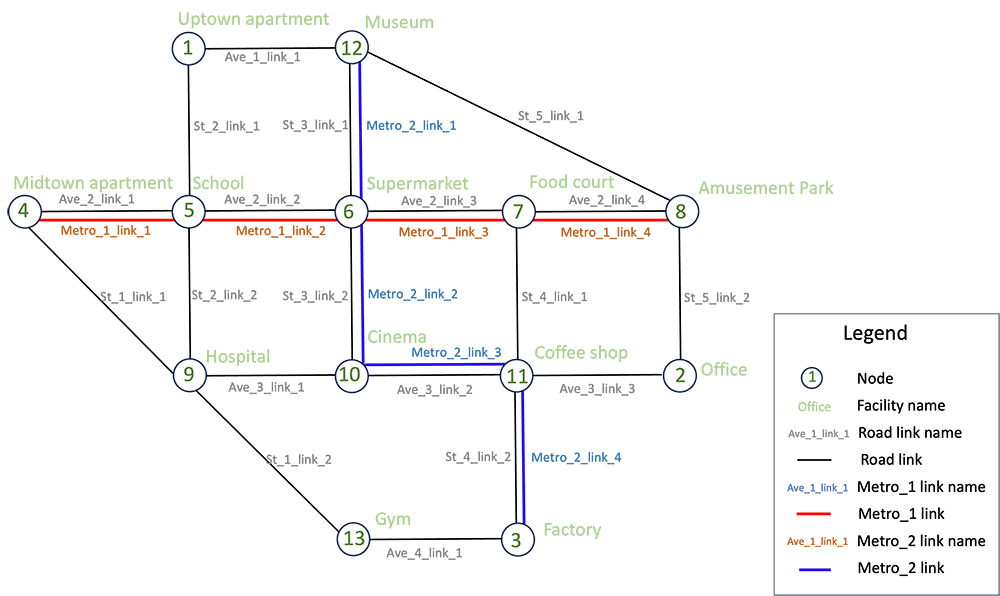 Uptown apartment
Museum
1
12
Ave_1_link_1
St_5_link_1
St_2_link_1
St_3_link_1
Metro_2_link_1
Midtown apartment
School
Supermarket
Food court
Amusement Park
Ave_2_link_1
Ave_2_link_2
Ave_2_link_3
Ave_2_link_4
4
5
6
7
8
Metro_1_link_1
Metro_1_link_2
Metro_1_link_3
Metro_1_link_4
St_1_link_1
St_2_link_2
St_3_link_2
Metro_2_link_2
St_4_link_1
St_5_link_2
Cinema
Hospital
Metro_2_link_3
Coffee shop
Office
9
10
11
2
Ave_3_link_1
Ave_3_link_2
Ave_3_link_3
St_1_link_2
St_4_link_2
Metro_2_link_4
Gym
Factory
13
3
Ave_4_link_1
Legend
1 Node
Office Facility name
Ave_1_link_1 Road link name
Road link
Ave_1_link_1 Metro_1 link name
Metro_1 link
Ave_1_link_1 Metro_2 link name
Metro_2 link